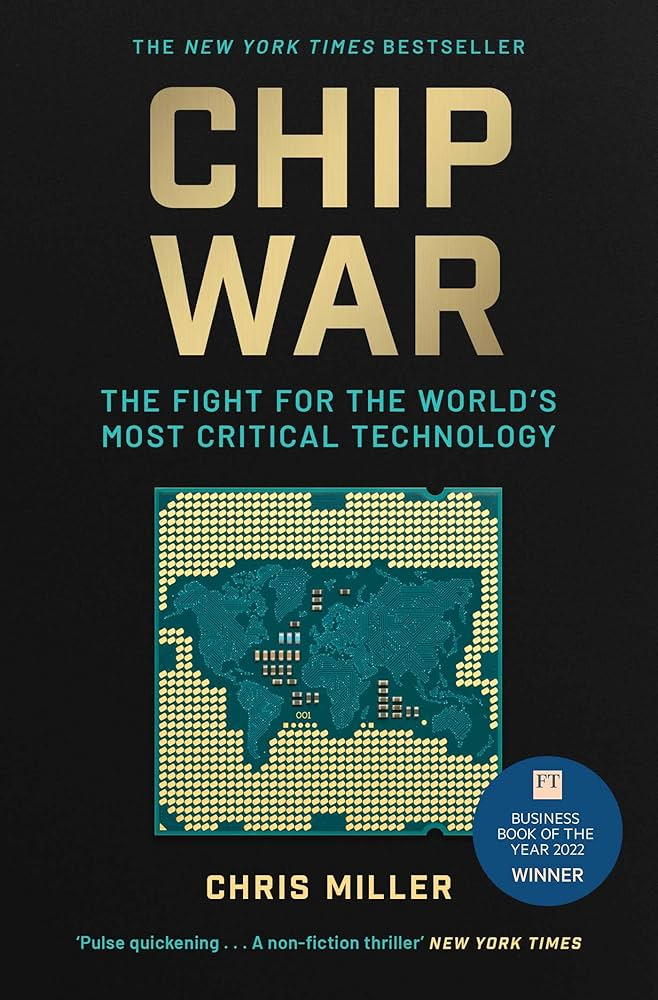 THE NEW YORK TIMES BESTSELLER
CHIP
WAR
THE FIGHT FOR THE WORLD'S
MOST CRITICAL TECHNOLOGY
001
FT
BUSINESS
BOOK OF THE
YEAR 2022
WINNER
CHRIS MILLER
‘Pulse quickening . . . A non-fiction thriller’ NEW YORK TIMES